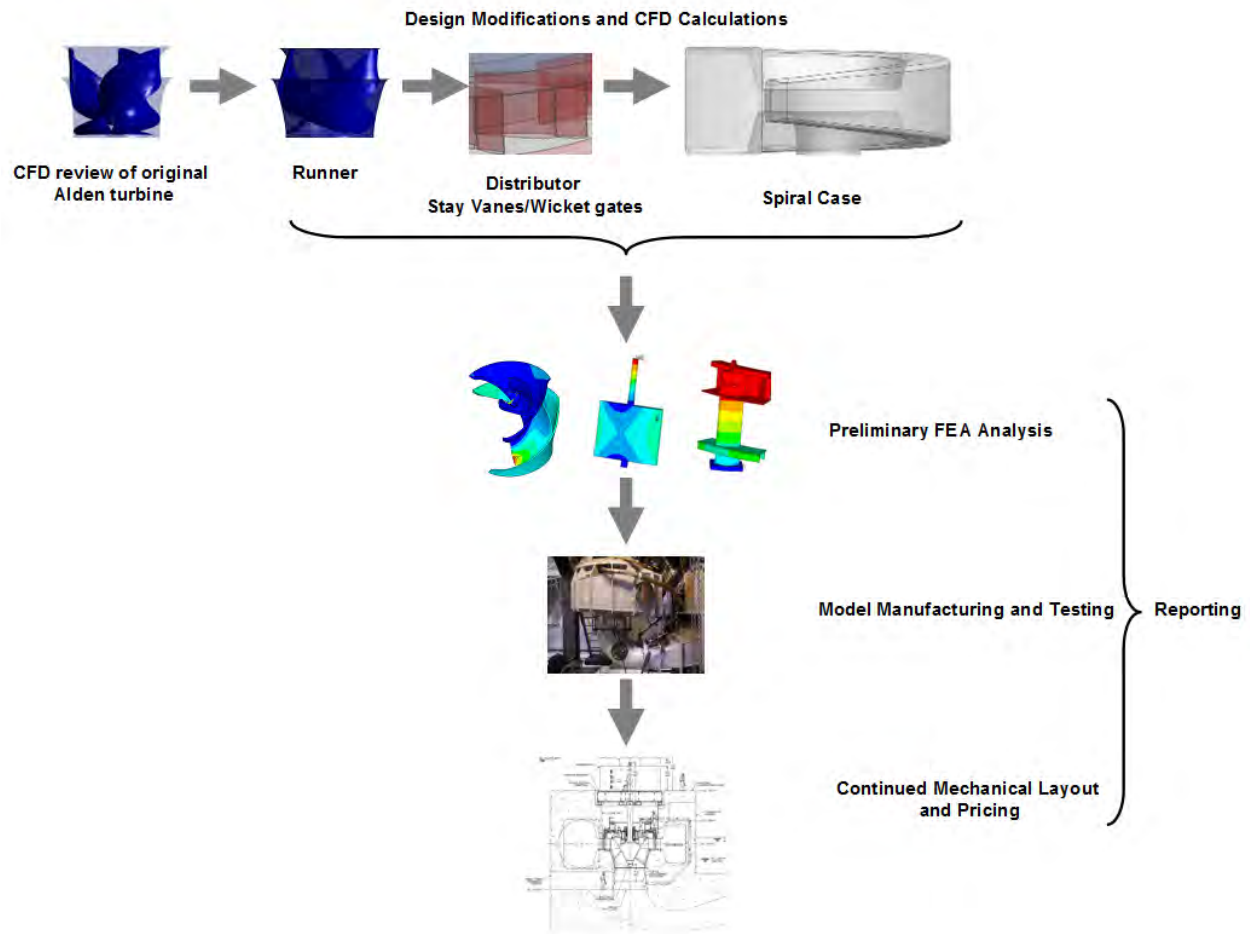 Design Modifications and CFD Calculations
CFD review of original
Alden turbine
Runner
Distributor
Stay Vanes/Wicket gates
Spiral Case
Preliminary FEA Analysis
Model Manufacturing and Testing
Reporting
Continued Mechanical Layout
and Pricing